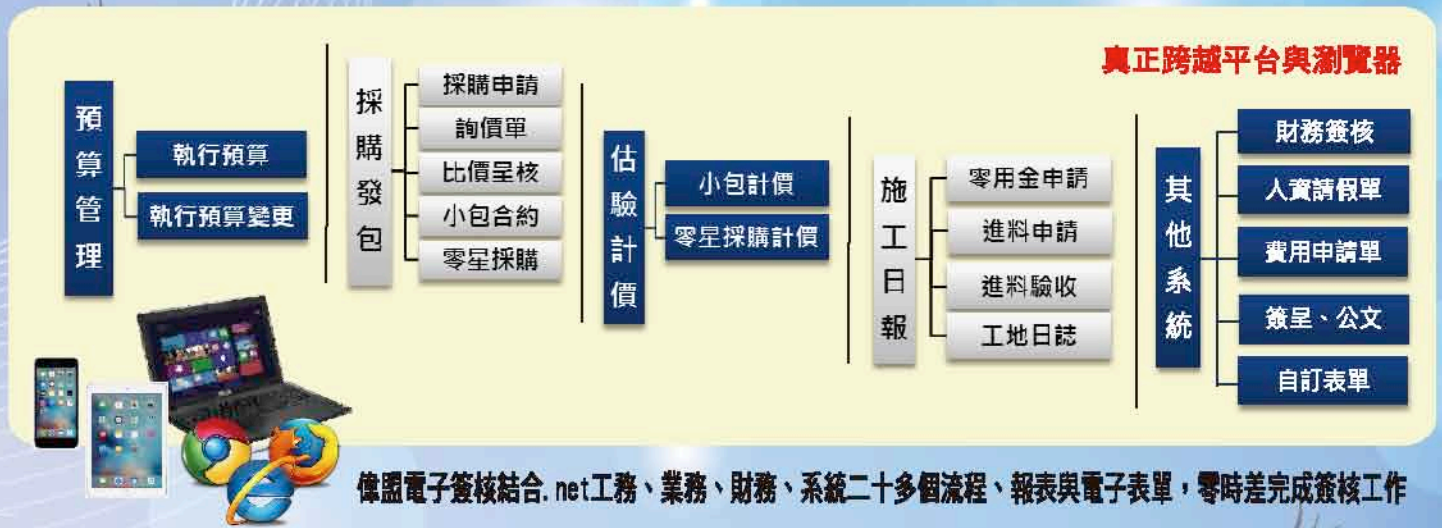 真正跨越平台與瀏覽器
預算管理
執行預算
執行預算變更
採購發包
採購申請
詢價單
比價呈核
小包合約
零星採購
估驗計價
小包計價
零星採購計價
施工日報
零用金申請
進料申請
進料驗收
工地日誌
其他系統
財務簽核
人資請假單
費用申請單
簽呈、公文
自訂表單
偉盟電子簽核結合.net工務、業務、財務、系統二十多個流程、報表與電子表單，零時差完成簽核工作